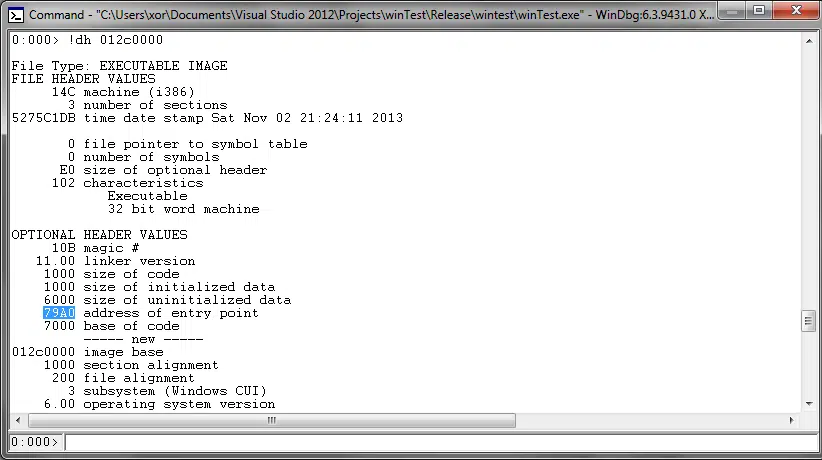 Command - "C:\Users\xor\Documents\Visual Studio 2012\Projects\winTest\Release\wintest\winTest.exe" - WinDbg:6.3.9431.0 X...
0:000> !dh 012c0000
File Type: EXECUTABLE IMAGE
FILE HEADER VALUES
14C machine (i386)
3 number of sections
5275C1DB time date stamp Sat Nov 02 21:24:11 2013
0 file pointer to symbol table
0 number of symbols
E0 size of optional header
102 characteristics
Executable
32 bit word machine
OPTIONAL HEADER VALUES
10B magic #
11.00 linker version
1000 size of code
1000 size of initialized data
6000 size of uninitialized data
79A0 address of entry point
7000 base of code
----- new -----
012c0000 image base
1000 section alignment
200 file alignment
3 subsystem (Windows CUI)
6.00 operating system version
0:000>